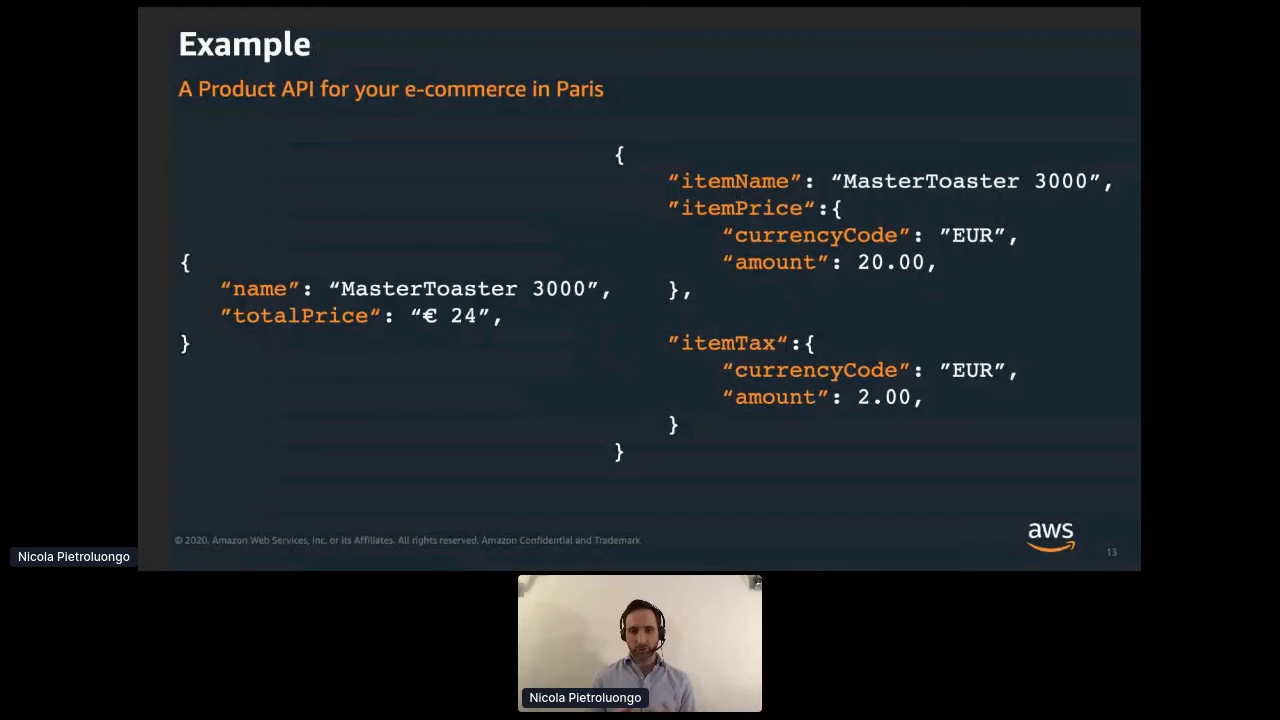 Example
A Product API for your e-commerce in Paris
{
“name”: “MasterToaster 3000”,
”totalPrice“: “€ 24”,
}
{
“itemName”: “MasterToaster 3000”,
”itemPrice“:{
“currencyCode”: ”EUR”,
“amount”: 20.00,
},
”itemTax“:{
“currencyCode”: ”EUR”,
“amount”: 2.00,
}
}
© 2020, Amazon Web Services, Inc. or its Affiliates. All rights reserved. Amazon Confidential and Trademark
aws
13
Nicola Pietroluongo
Nicola Pietroluongo